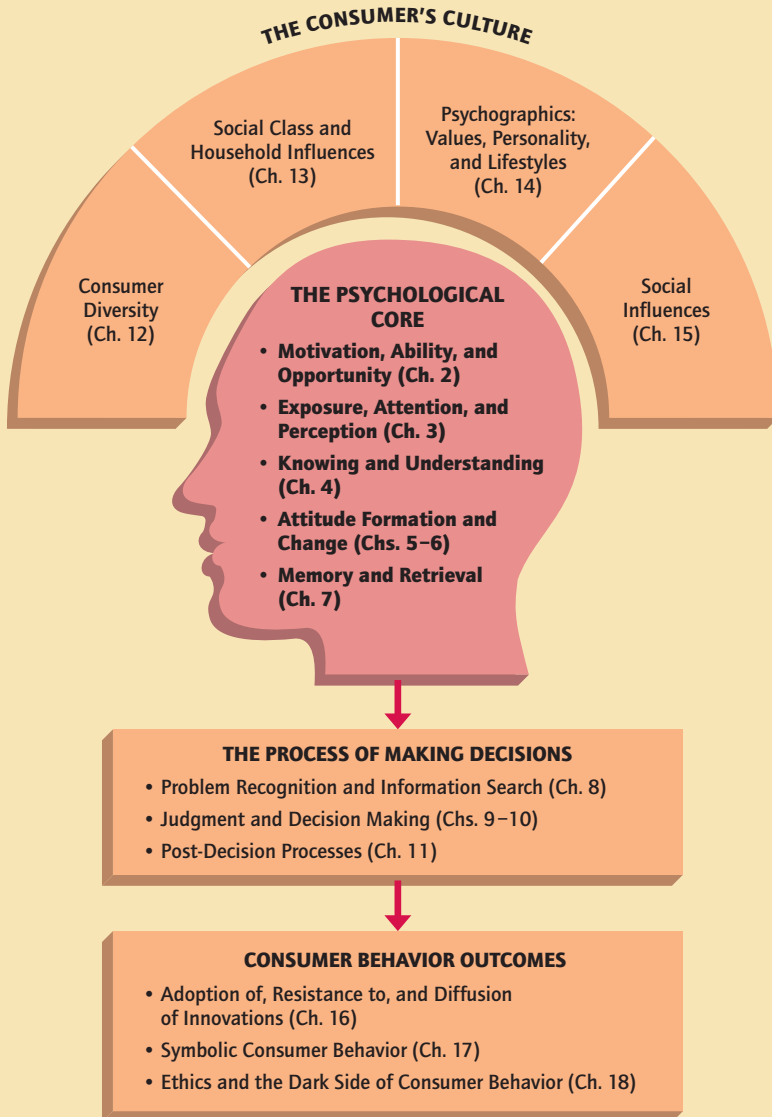 THE CONSUMER'S CULTURE
Social Class and
Household Influences
(Ch. 13)
Psychographics:
Values, Personality,
and Lifestyles
(Ch. 14)
Consumer
Diversity
(Ch. 12)
Social
Influences
(Ch. 15)
THE PSYCHOLOGICAL
CORE
• Motivation, Ability, and
Opportunity (Ch. 2)
• Exposure, Attention, and
Perception (Ch. 3)
• Knowing and Understanding
(Ch. 4)
• Attitude Formation and
Change (Chs. 5–6)
• Memory and Retrieval
(Ch. 7)
THE PROCESS OF MAKING DECISIONS
• Problem Recognition and Information Search (Ch. 8)
• Judgment and Decision Making (Chs. 9–10)
• Post-Decision Processes (Ch. 11)
CONSUMER BEHAVIOR OUTCOMES
• Adoption of, Resistance to, and Diffusion
of Innovations (Ch. 16)
• Symbolic Consumer Behavior (Ch. 17)
• Ethics and the Dark Side of Consumer Behavior (Ch. 18)